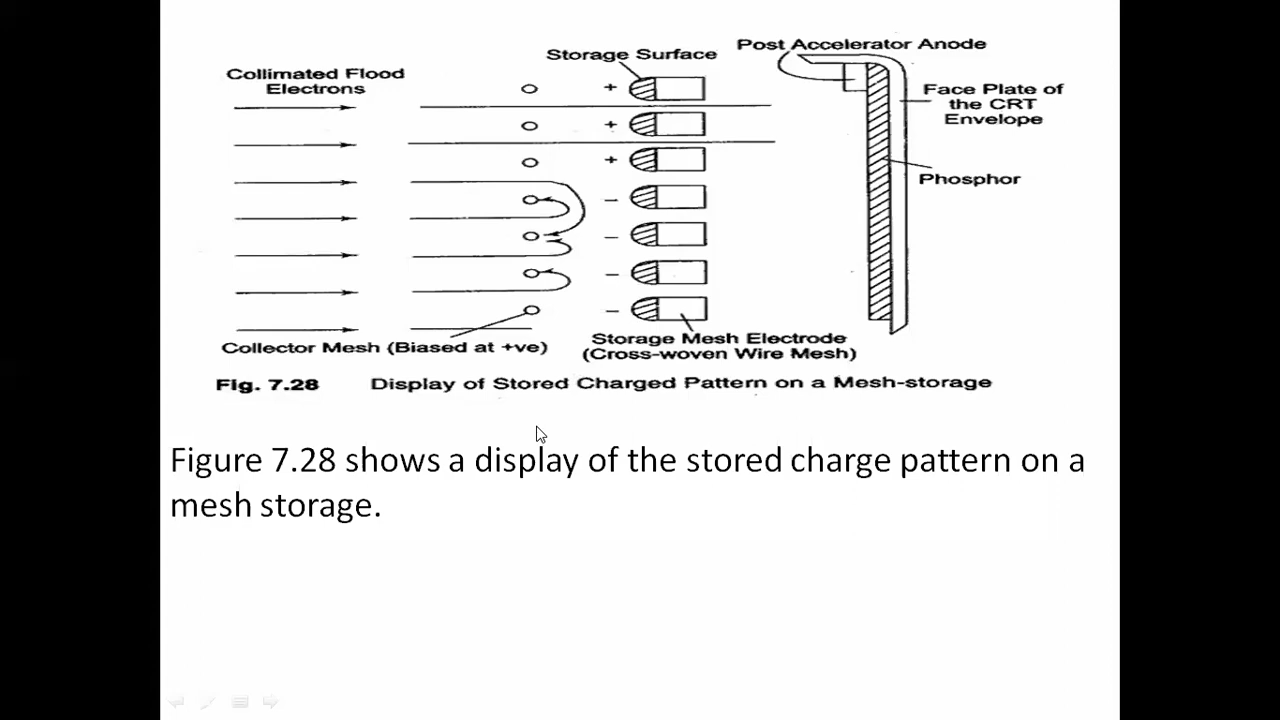 Storage Surface
Post Accelerator Anode
Collimated Flood
Electrons
Face Plate of
the CRT
Envelope
+
+
+
Phosphor
−
−
−
−
Collector Mesh (Biased at +ve)
Storage Mesh Electrode
(Cross-woven Wire Mesh)
Fig. 7.28 Display of Stored Charged Pattern on a Mesh-storage
Figure 7.28 shows a display of the stored charge pattern on a
mesh storage.